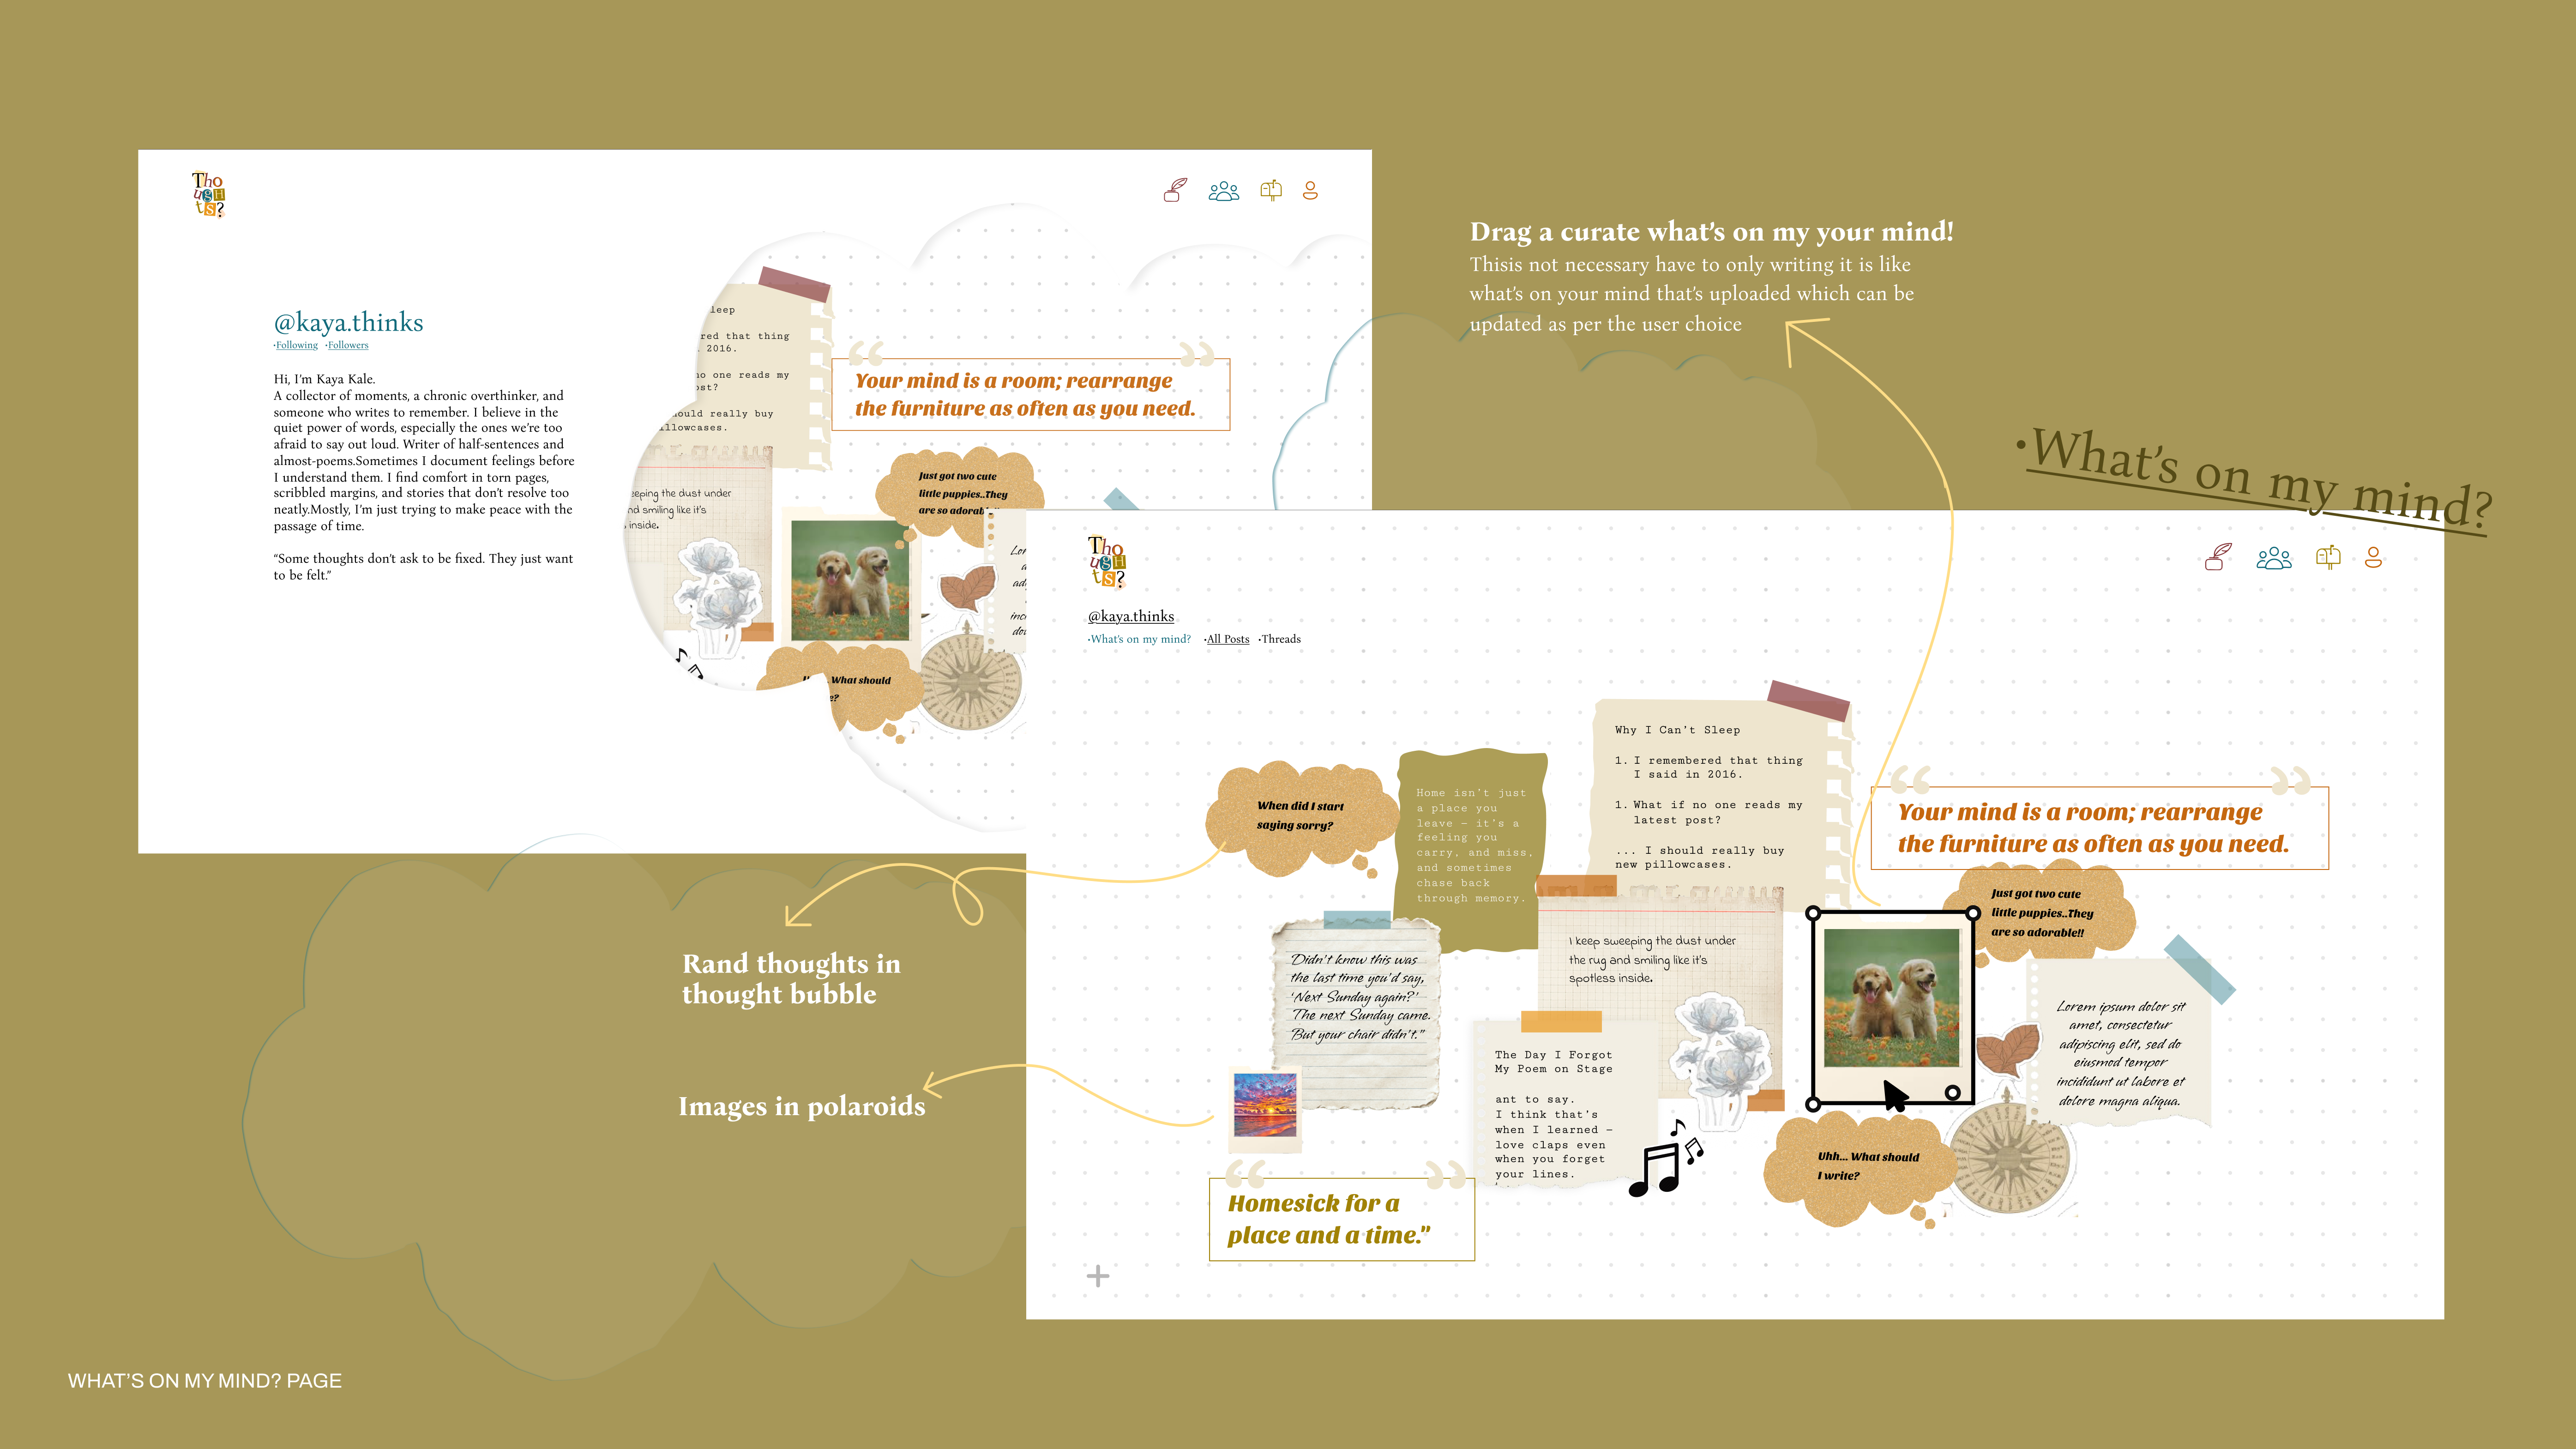 Tho
ugH
ts?
@kaya.thinks
·Following ·Followers
Hi, I'm Kaya Kale.
A collector of moments, a chronic overthinker, and
someone who writes to remember. I believe in the
quiet power of words, especially the ones we're too
afraid to say out loud. Writer of half-sentences and
almost-poems.Sometimes I document feelings before
I understand them. I find comfort in torn pages,
scribbled margins, and stories that don't resolve too
neatly.Mostly, I'm just trying to make peace with the
passage of time.
“Some thoughts don't ask to be fixed. They just want
to be felt.”
leep
red that thing
2016.
no one reads my
ost?
ould really buy
llowcases.
“ ”
Your mind is a room; rearrange
the furniture as often as you need.
eeping the dust under
nd smiling like it's
inside.
Just got two cute
little puppies..They
are so adorabl
Lor
ad
inc
do
What should
e?
Drag a curate what's on my your mind!
Thisis not necessary have to only writing it is like
what's on your mind that's uploaded which can be
updated as per the user choice
·What's on my mind?
Tho
ugH
ts?
@kaya.thinks
·What's on my mind? ·All Posts ·Threads
When did I start
saying sorry?
Home isn't just
a place you
leave — it's a
feeling you
carry, and miss,
and sometimes
chase back
through memory.
Why I Can't Sleep
1. I remembered that thing
I said in 2016.
1. What if no one reads my
latest post?
... I should really buy
new pillowcases.
“ ”
Your mind is a room; rearrange
the furniture as often as you need.
Just got two cute
little puppies..They
are so adorable!!
“Didn't know this was
the last time you'd say,
‘Next Sunday again?’
The next Sunday came.
But your chair didn't.”
I keep sweeping the dust under
the rug and smiling like it's
spotless inside.
The Day I Forgot
My Poem on Stage
ant to say.
I think that's
when I learned —
love claps even
when you forget
your lines.
Lorem ipsum dolor sit
amet, consectetur
adipiscing elit, sed do
eiusmod tempor
incididunt ut labore et
dolore magna aliqua.
Uhh... What should
I write?
“ ”
Homesick for a
place and a time.”
Rand thoughts in
thought bubble
Images in polaroids
WHAT'S ON MY MIND? PAGE